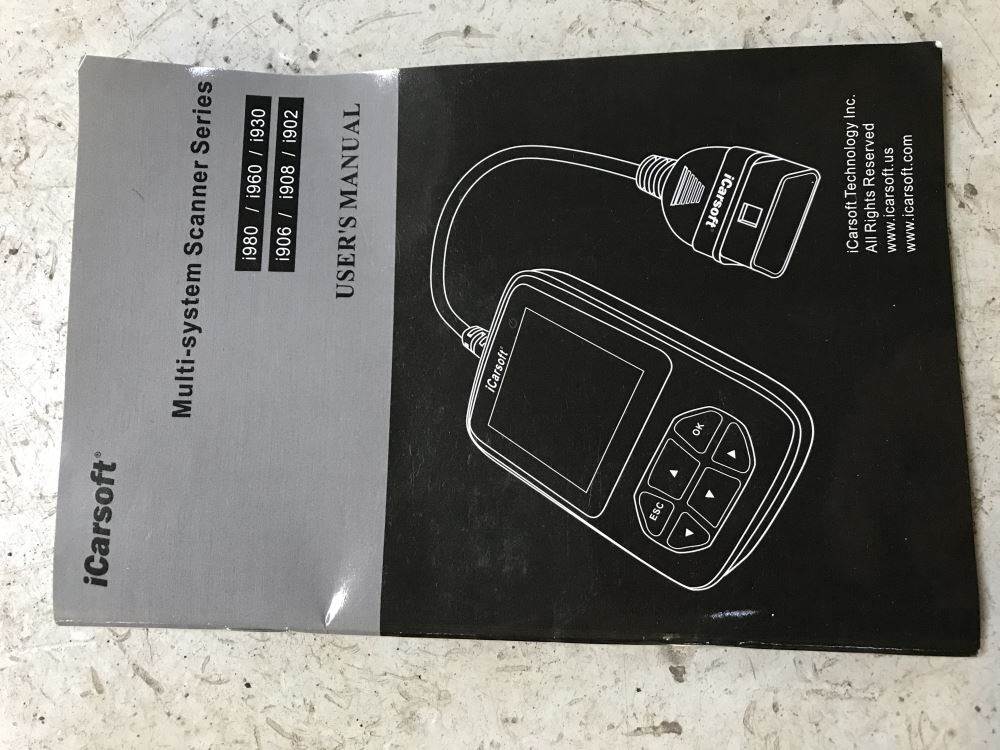 iCarsoft®
Multi-system Scanner Series
i980 / i960 / i930
i906 / i908 / i902
USER'S MANUAL
iCarsoft
iCarsoft
OK
ESC
iCarsoft Technology Inc.
All Rights Reserved
www.icarsoft.us
www.icarsoft.com